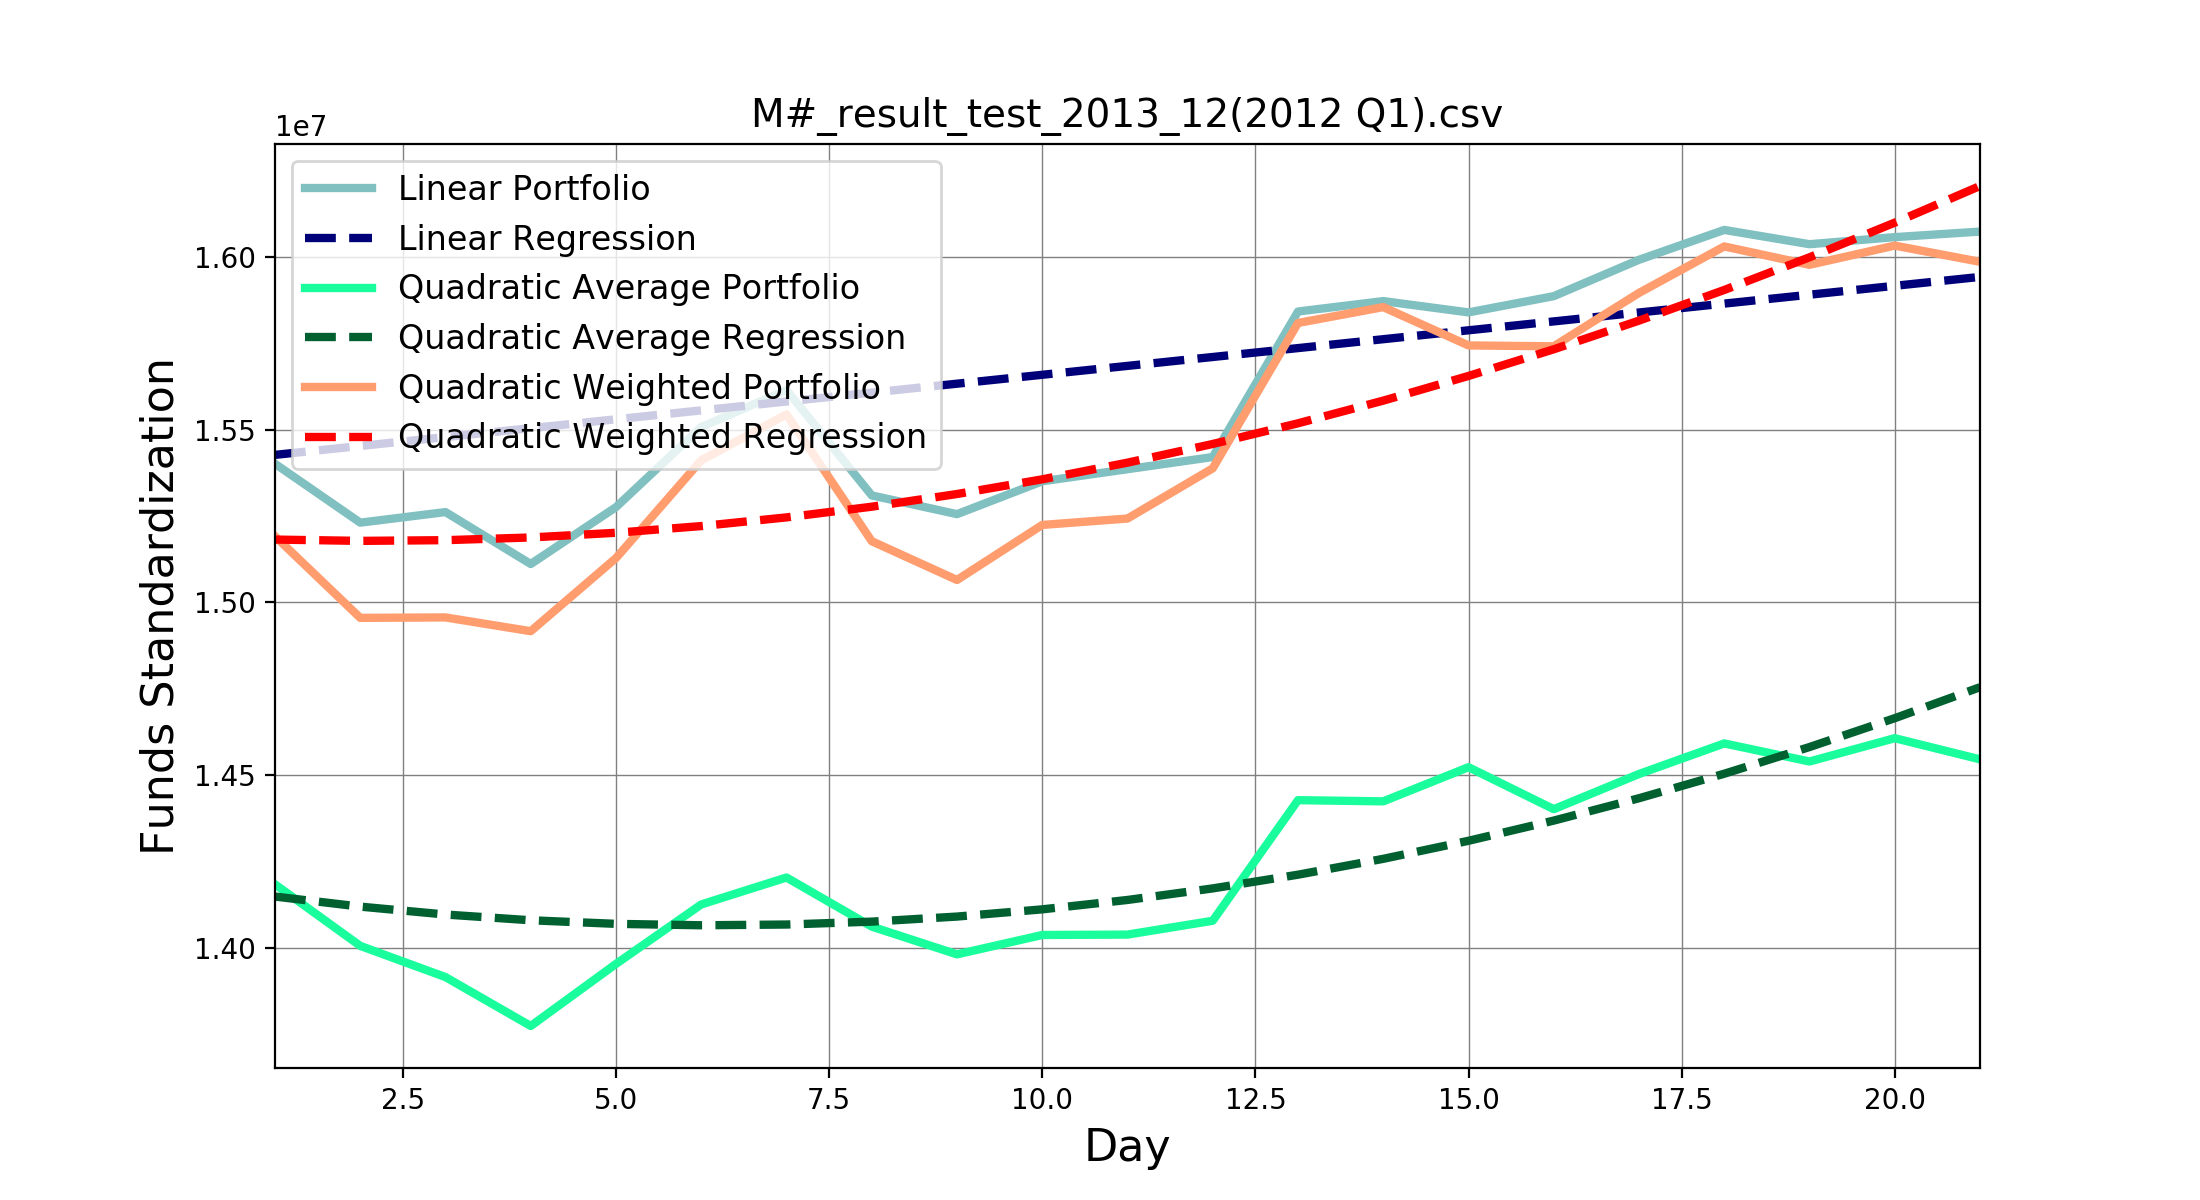 M#_result_test_2013_12(2012 Q1).csv
1e7
Linear Portfolio
Linear Regression
Quadratic Average Portfolio
Quadratic Average Regression
Quadratic Weighted Portfolio
Quadratic Weighted Regression
Funds Standardization
1.60
1.55
1.50
1.45
1.40
2.5 5.0 7.5 10.0 12.5 15.0 17.5 20.0
Day